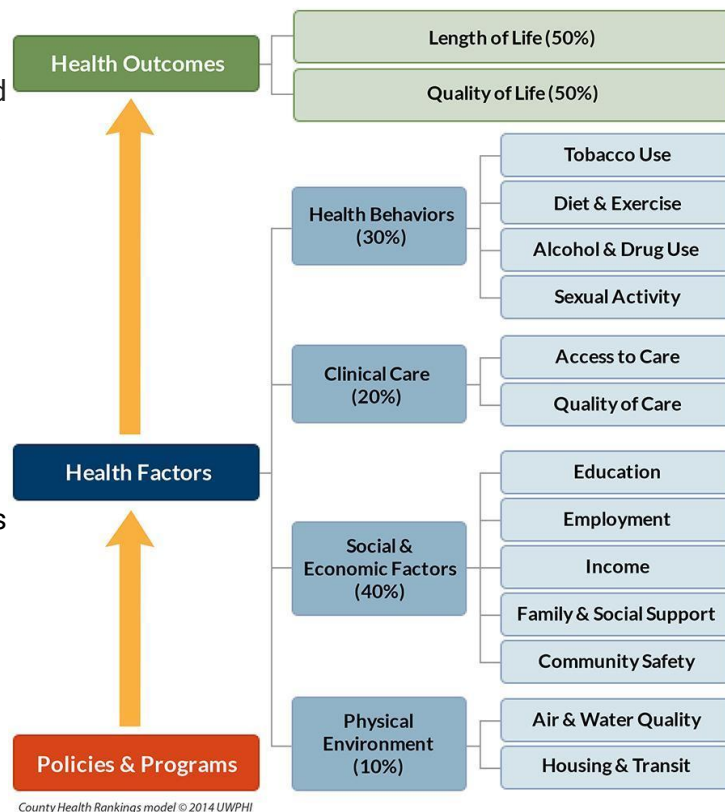 Health Outcomes
Length of Life (50%)
Quality of Life (50%)
d
Health Behaviors
(30%)
Tobacco Use
Diet & Exercise
Alcohol & Drug Use
Sexual Activity
Clinical Care
(20%)
Access to Care
Quality of Care
Health Factors
s
Social &
Economic Factors
(40%)
Education
Employment
Income
Family & Social Support
Community Safety
Physical
Environment
(10%)
Air & Water Quality
Housing & Transit
Policies & Programs
County Health Rankings model © 2014 UWPHI